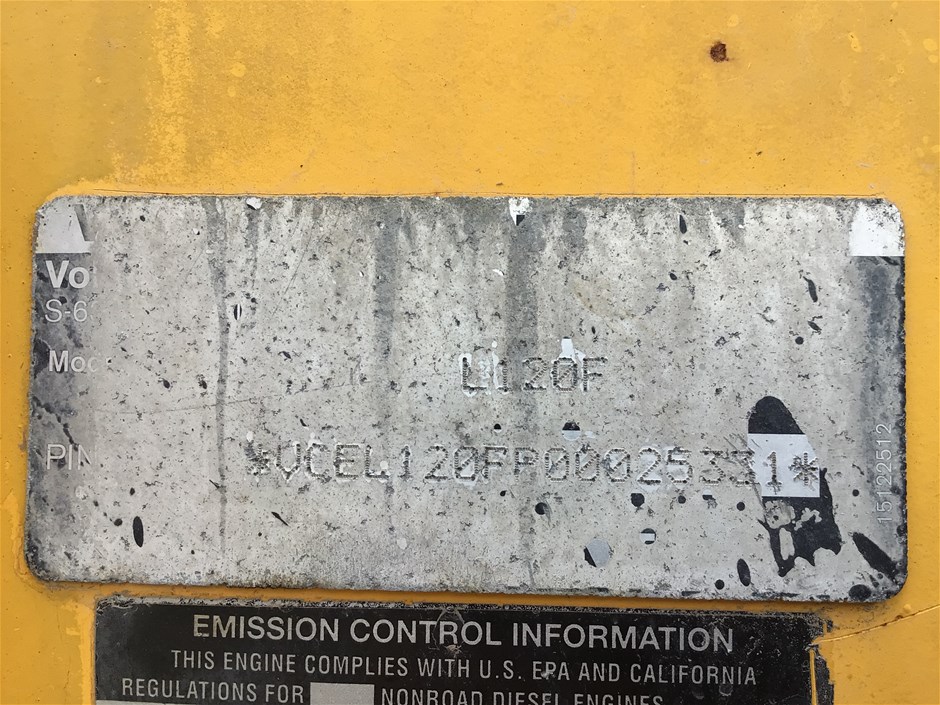 Vo
S-6
Mod
L120F
PIN
*VCEL120FP00025331*
15122512
EMISSION CONTROL INFORMATION
THIS ENGINE COMPLIES WITH U.S. EPA AND CALIFORNIA
REGULATIONS FOR NONROAD DIESEL ENGINES